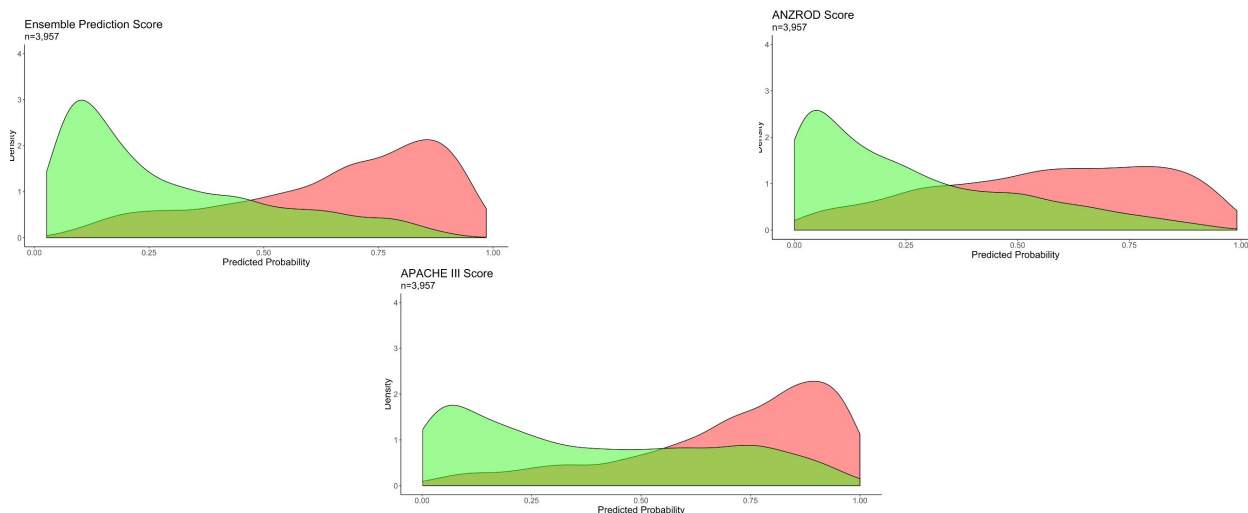 Ensemble Prediction Score
n=3,957
4
3
2
1
0
Density
0.00 0.25 0.50 0.75 1.00
Predicted Probability
ANZROD Score
n=3,957
4
3
2
1
0
Density
0.00 0.25 0.50 0.75 1.00
Predicted Probability
APACHE III Score
n=3,957
4
3
2
1
0
Density
0.00 0.25 0.50 0.75 1.00
Predicted Probability